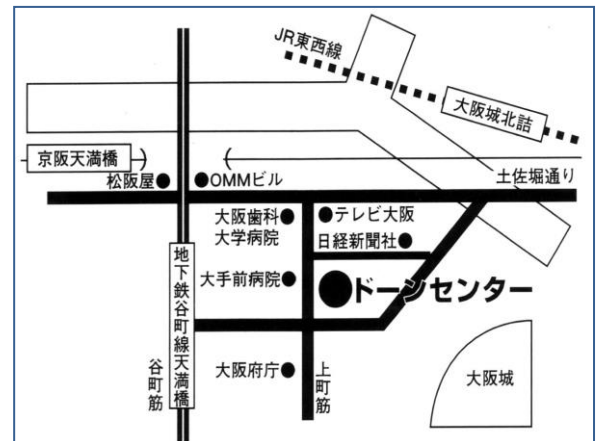 JR東西線
大阪城北詰
京阪天満橋
松阪屋
OMMビル
土佐堀通り
大阪歯科
大学病院
テレビ大阪
日経新聞社
大手前病院
ドーンセンター
地下鉄谷町線天満橋
谷町筋
大阪府庁
上町筋
大阪城